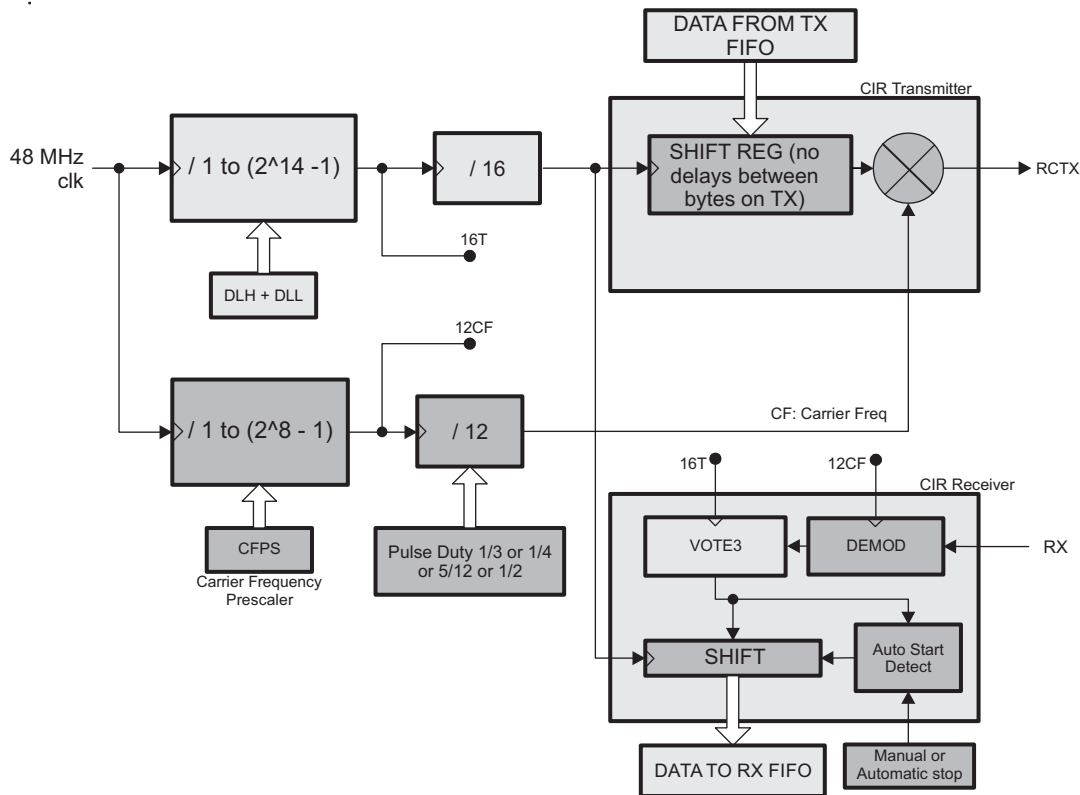 DATA FROM TX
FIFO
CIR Transmitter
48 MHz
clk
/ 1 to (2^14 -1)
/ 16
SHIFT REG (no
delays between
bytes on TX)
RCTX
16T
DLH + DLL
12CF
/ 1 to (2^8 - 1)
/ 12
CF: Carrier Freq
16T
12CF
CIR Receiver
CFPS
Carrier Frequency
Prescaler
Pulse Duty 1/3 or 1/4
or 5/12 or 1/2
VOTE3
DEMOD
RX
SHIFT
Auto Start
Detect
DATA TO RX FIFO
Manual or
Automatic stop